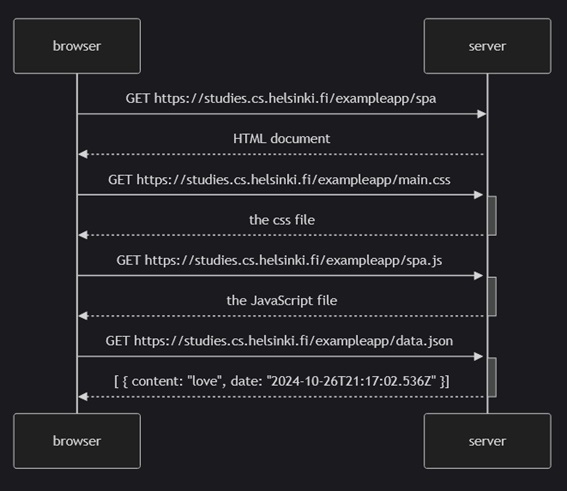 browser
server
GET https://studies.cs.helsinki.fi/exampleapp/spa
HTML document
GET https://studies.cs.helsinki.fi/exampleapp/main.css
the css file
GET https://studies.cs.helsinki.fi/exampleapp/spa.js
the JavaScript file
GET https://studies.cs.helsinki.fi/exampleapp/data.json
[ { content: "love", date: "2024-10-26T21:17:02.536Z" }]
browser
server